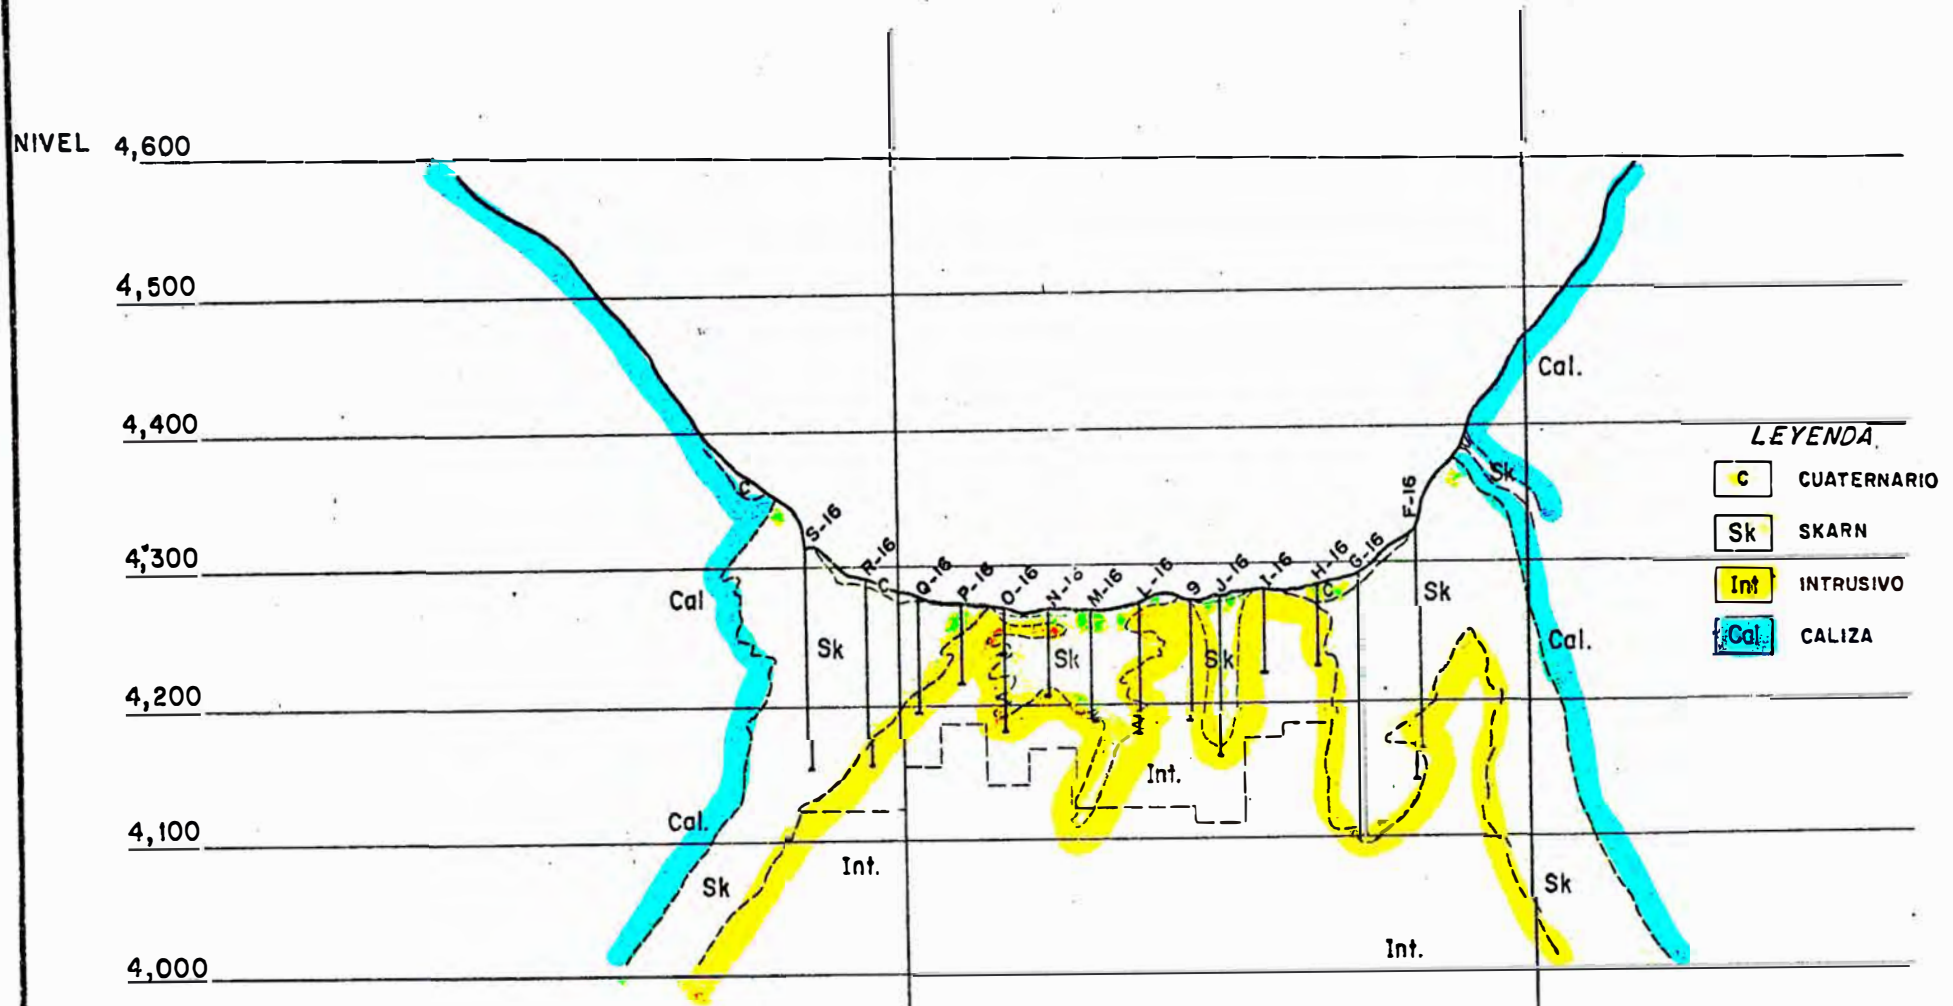 NIVEL 4,600
4,500
Cal.
4,400
LEYENDA
Sk
C CUATERNARIO
C
F-16
S-16
Sk SKARN
4,300
R-16
G-16
H-16
Q-16
P-16
O-16
M-16
L-16
9
J-16
I-16
C
C
Int INTRUSIVO
Cal
Sk
Cal CALIZA
Sk
Sk
Sk
Cal.
4,200
Int.
Cal.
4,100
Int.
Sk
Sk
Int.
4,000